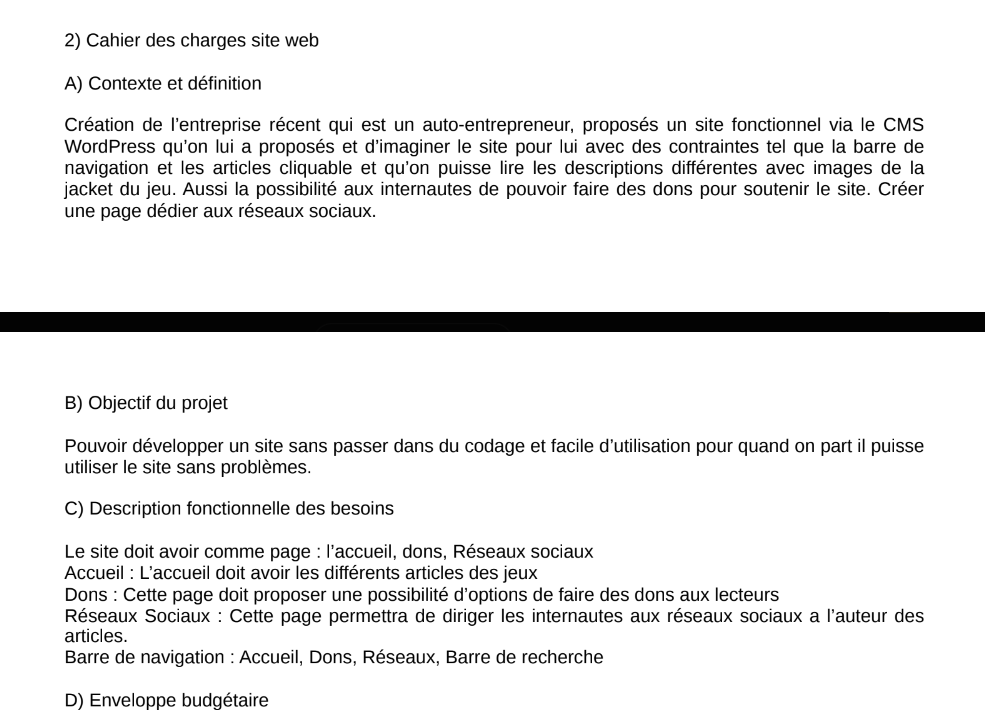 2) Cahier des charges site web
A) Contexte et définition
Création de l’entreprise récent qui est un auto-entrepreneur, proposés un site fonctionnel via le CMS
WordPress qu’on lui a proposés et d’imaginer le site pour lui avec des contraintes tel que la barre de
navigation et les articles cliquable et qu’on puisse lire les descriptions différentes avec images de la
jacket du jeu. Aussi la possibilité aux internautes de pouvoir faire des dons pour soutenir le site. Créer
une page dédier aux réseaux sociaux.
B) Objectif du projet
Pouvoir développer un site sans passer dans du codage et facile d’utilisation pour quand on part il puisse
utiliser le site sans problèmes.
C) Description fonctionnelle des besoins
Le site doit avoir comme page : l’accueil, dons, Réseaux sociaux
Accueil : L’accueil doit avoir les différents articles des jeux
Dons : Cette page doit proposer une possibilité d’options de faire des dons aux lecteurs
Réseaux Sociaux : Cette page permettra de diriger les internautes aux réseaux sociaux a l’auteur des
articles.
Barre de navigation : Accueil, Dons, Réseaux, Barre de recherche
D) Enveloppe budgétaire